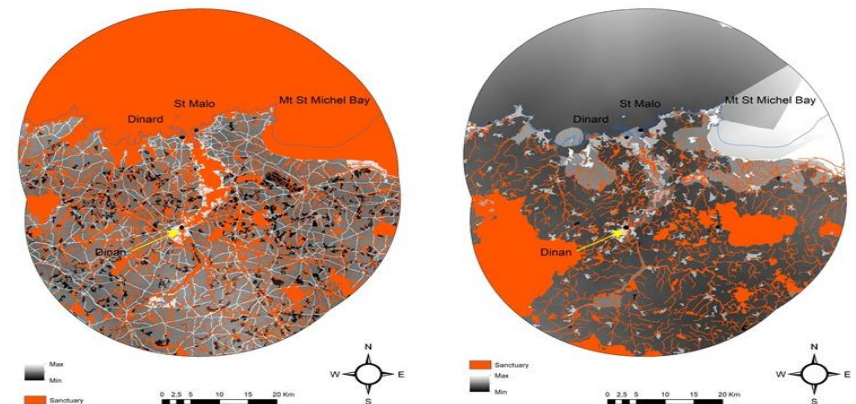 St Malo
Mt St Michel Bay
Dinard
Dinan
Max
Min
Sanctuary
0 2.5 5 10 15 20 Km
N
W E
S
St Malo
Mt St Michel Bay
Dinard
Dinan
Sanctuary
Max
Min
0 2.5 5 10 15 20 Km
N
W E
S